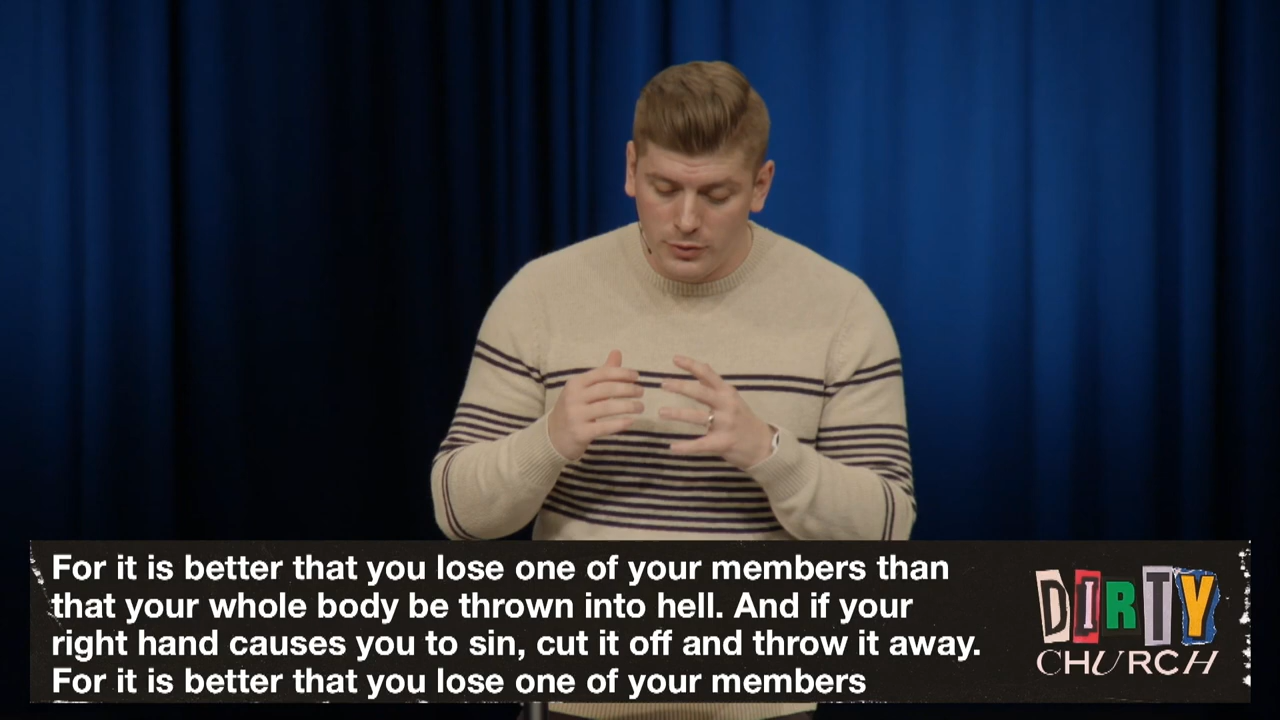 For it is better that you lose one of your members than
that your whole body be thrown into hell. And if your
right hand causes you to sin, cut it off and throw it away.
For it is better that you lose one of your members
DIRTY
CHURCH